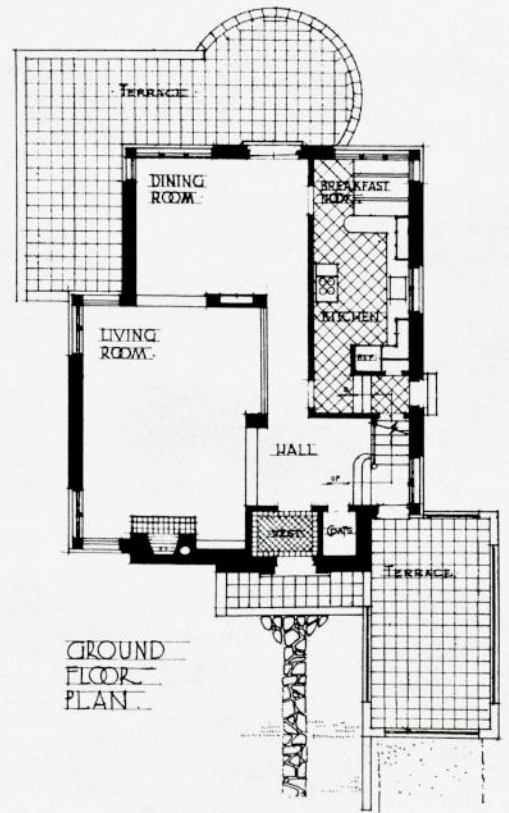 TERRACE.
DINING
ROOM.
BREAKFAST
NOOK.
KITCHEN
REF.
LIVING
ROOM.
HALL
UP
VEST.
COATS
TERRACE.
GROUND
FLOOR
PLAN.